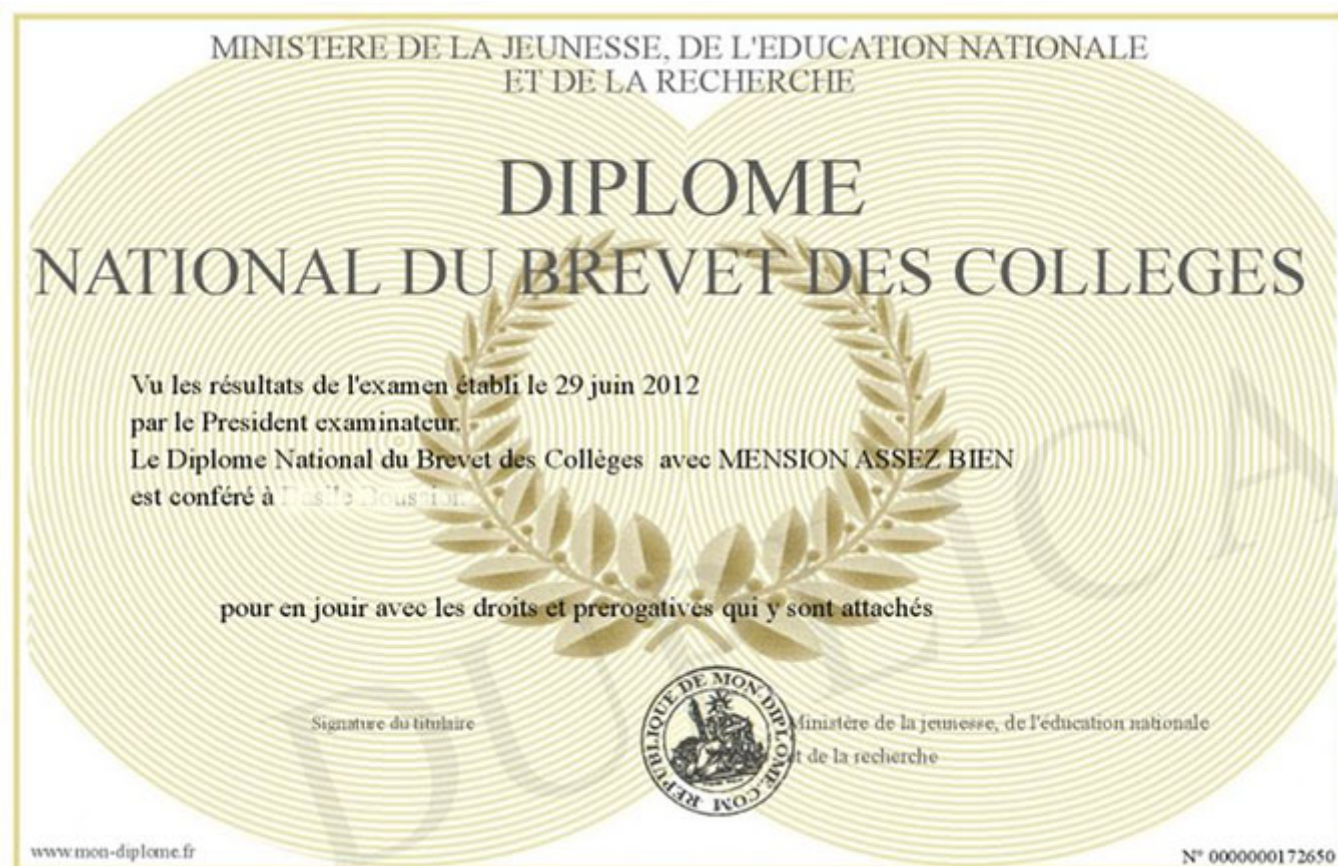 MINISTERE DE LA JEUNESSE, DE L'EDUCATION NATIONALE
ET DE LA RECHERCHE
DIPLOME
NATIONAL DU BREVET DES COLLEGES
Vu les résultats de l'examen établi le 29 juin 2012
par le President examinateur.
Le Diplome National du Brevet des Collèges avec MENSION ASSEZ BIEN
est conféré à
pour en jouir avec les droits et prerogatives qui y sont attachés
DUPLICA
Signature du titulaire
REPUBLIQUE DE MON-DIPLOME.COM
Ministère de la jeunesse, de l'éducation nationale
et de la recherche
www.mon-diplome.fr
N° 0000000172650